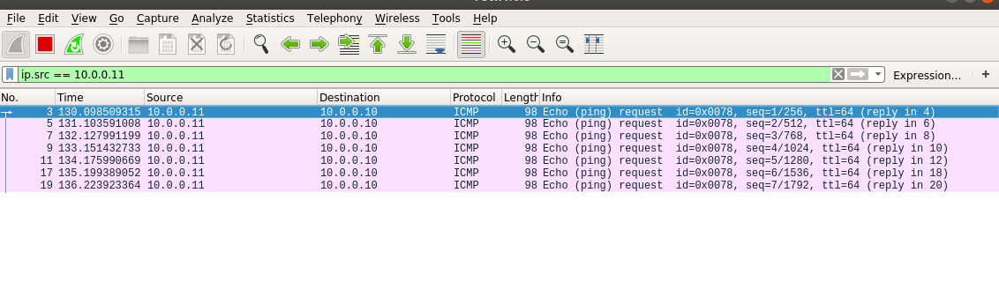 File Edit View Go Capture Analyze Statistics Telephony Wireless Tools Help
ip.src == 10.0.0.11 Expression… +
No. Time Source Destination Protocol Length Info
3 130.098509315 10.0.0.11 10.0.0.10 ICMP 98 Echo (ping) request id=0x0078, seq=1/256, ttl=64 (reply in 4)
5 131.103591008 10.0.0.11 10.0.0.10 ICMP 98 Echo (ping) request id=0x0078, seq=2/512, ttl=64 (reply in 6)
7 132.127991199 10.0.0.11 10.0.0.10 ICMP 98 Echo (ping) request id=0x0078, seq=3/768, ttl=64 (reply in 8)
9 133.151432733 10.0.0.11 10.0.0.10 ICMP 98 Echo (ping) request id=0x0078, seq=4/1024, ttl=64 (reply in 10)
11 134.175990669 10.0.0.11 10.0.0.10 ICMP 98 Echo (ping) request id=0x0078, seq=5/1280, ttl=64 (reply in 12)
17 135.199389052 10.0.0.11 10.0.0.10 ICMP 98 Echo (ping) request id=0x0078, seq=6/1536, ttl=64 (reply in 18)
19 136.223923364 10.0.0.11 10.0.0.10 ICMP 98 Echo (ping) request id=0x0078, seq=7/1792, ttl=64 (reply in 20)